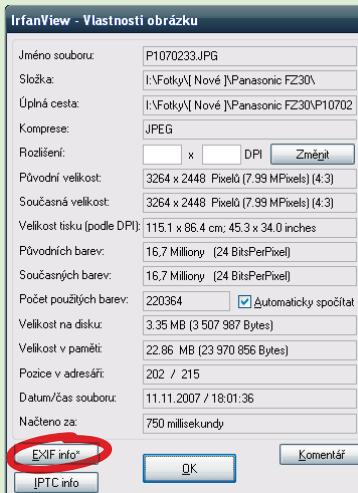 IrfanView - Vlastnosti obrázku
Jméno souboru: P1070233.JPG
Složka: I:\Fotky\[ Nové ]\Panasonic FZ30\
Úplná cesta: I:\Fotky\[ Nové ]\Panasonic FZ30\P10702
Komprese: JPEG
Rozlišení: x DPI Změnit
Původní velikost: 3264 x 2448 Pixelů (7.99 MPixels) (4:3)
Současná velikost: 3264 x 2448 Pixelů (7.99 MPixels) (4:3)
Velikost tisku (podle DPI): 115.1 x 86.4 cm; 45.3 x 34.0 inches
Původních barev: 16,7 Milliony (24 BitsPerPixel)
Současných barev: 16,7 Milliony (24 BitsPerPixel)
Počet použitých barev: 220364 Automaticky spočítat
Velikost na disku: 3.35 MB (3 507 987 Bytes)
Velikost v paměti: 22.86 MB (23 970 856 Bytes)
Pozice v adresáři: 202 / 215
Datum/čas souboru: 11.11.2007 / 18:01:36
Načteno za: 750 millisekundy
EXIF info* OK Komentář
IPTC info